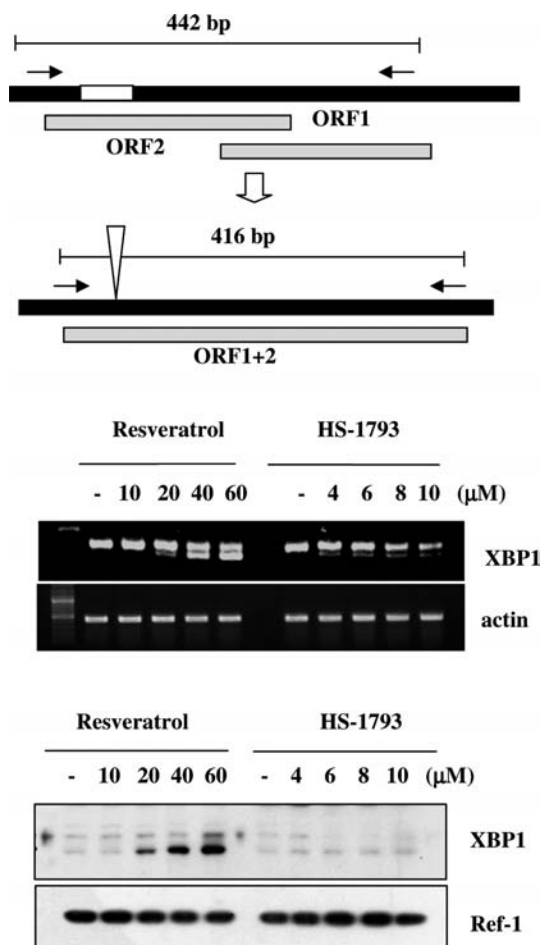 442 bp
ORF1
ORF2
416 bp
ORF1+2
Resveratrol HS-1793
- 10 20 40 60 - 4 6 8 10 (μM)
XBP1
actin
Resveratrol HS-1793
- 10 20 40 60 - 4 6 8 10 (μM)
XBP1
Ref-1